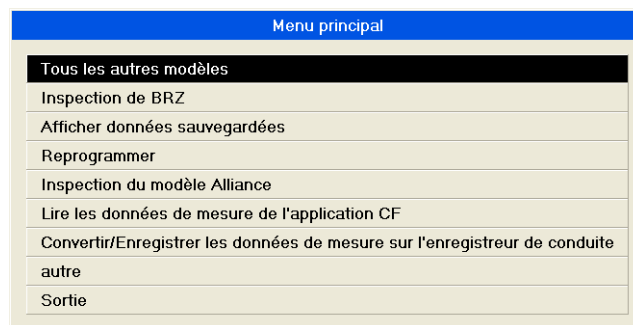 Menu principal
Tous les autres modèles
Inspection de BRZ
Afficher données sauvegardées
Reprogrammer
Inspection du modèle Alliance
Lire les données de mesure de l'application CF
Convertir/Enregistrer les données de mesure sur l'enregistreur de conduite
autre
Sortie